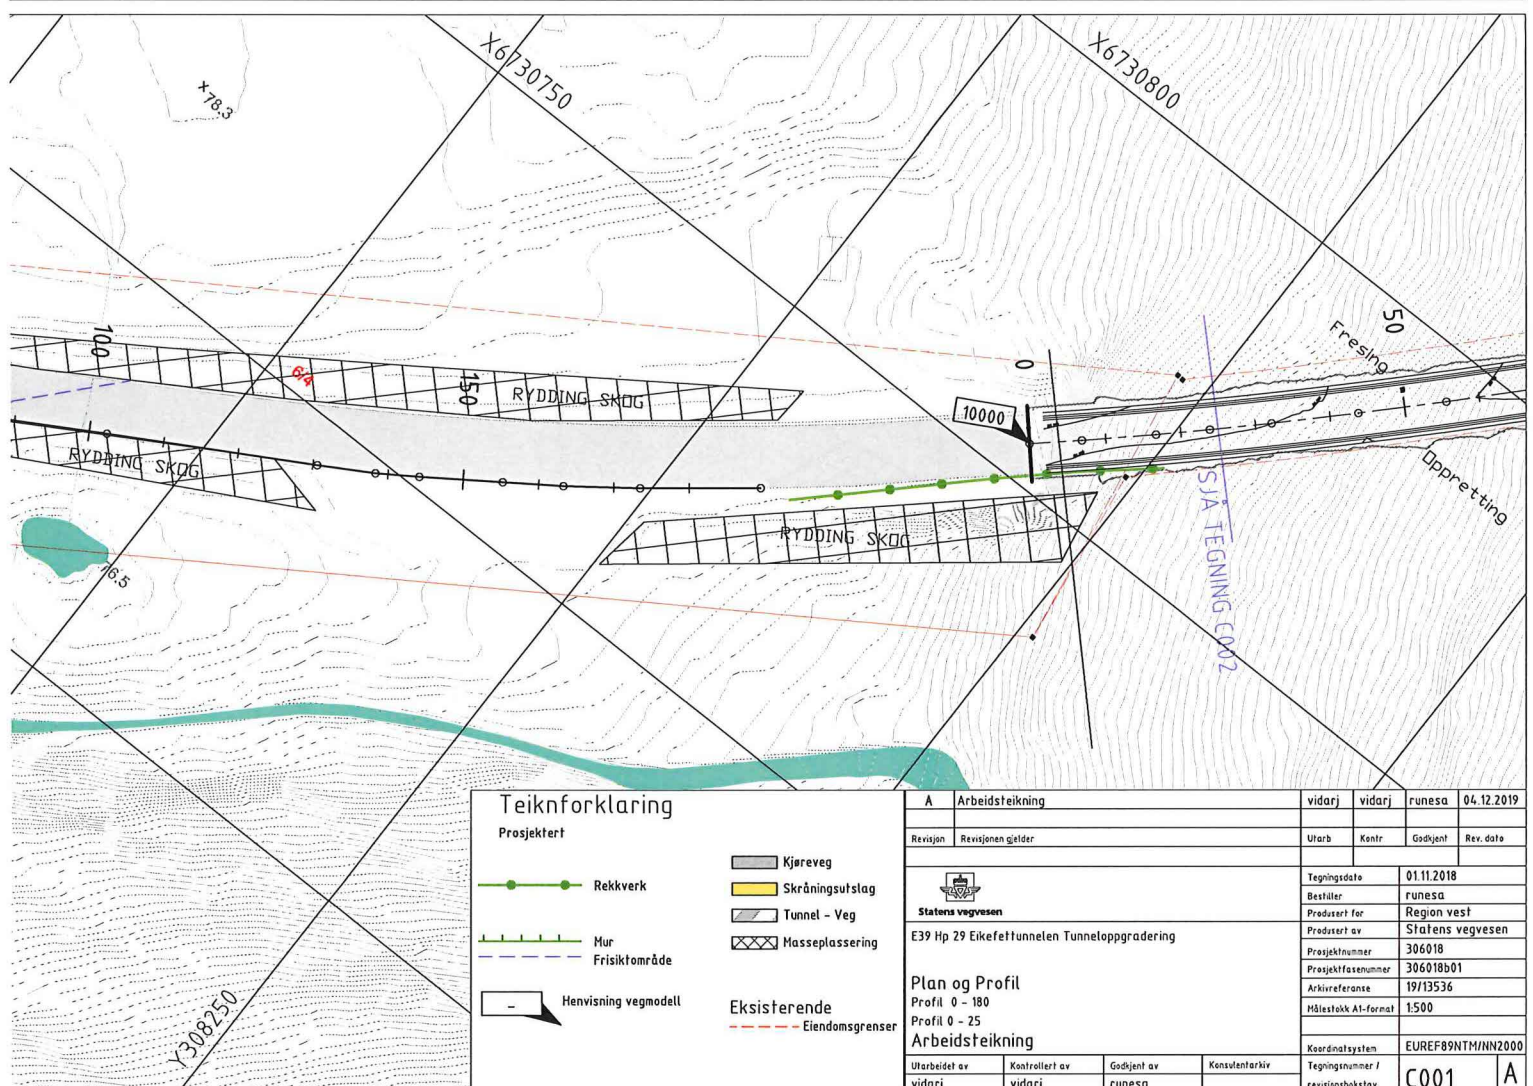 X6730750
X6730800
x 78.3
100
6/4
150
RYDDING SKOG
0
50
Fresing
10000
RYDDING SKOG
RYDDING SKOG
Oppretting
SJÅ TEGNING C002
Y308250
Teiknforklaring
Prosjektert
Rekkverk
Mur
Frisiktområde
Henvisning vegmodell
Kjøreveg
Skråningsutslag
Tunnel - Veg
Masseplassering
Eksisterende
Eiendomsgrenser
A Arbeidsteikning vidarj vidarj runesa 04.12.2019
Revisjon Revisjonen gjelder Utarb Kontr Godkjent Rev. dato
Statens vegvesen
E39 Hp 29 Eikefettunnelen Tunneloppgradering
Plan og Profil
Profil 0 - 180
Profil 0 - 25
Arbeidsteikning
Utarbeidet av Kontrollert av Godkjent av Konsulentarkiv
vidarj vidarj runesa
Tegningsdato 01.11.2018
Bestiller runesa
Produsert for Region vest
Produsert av Statens vegvesen
Prosjektnummer 306018
Prosjektfasenummer 306018b01
Arkivreferanse 19/13536
Målestokk A1-format 1:500
Koordinatsystem EUREF89NTM/NN2000
Tegningsnummer / revisjonsbokstav C001 A